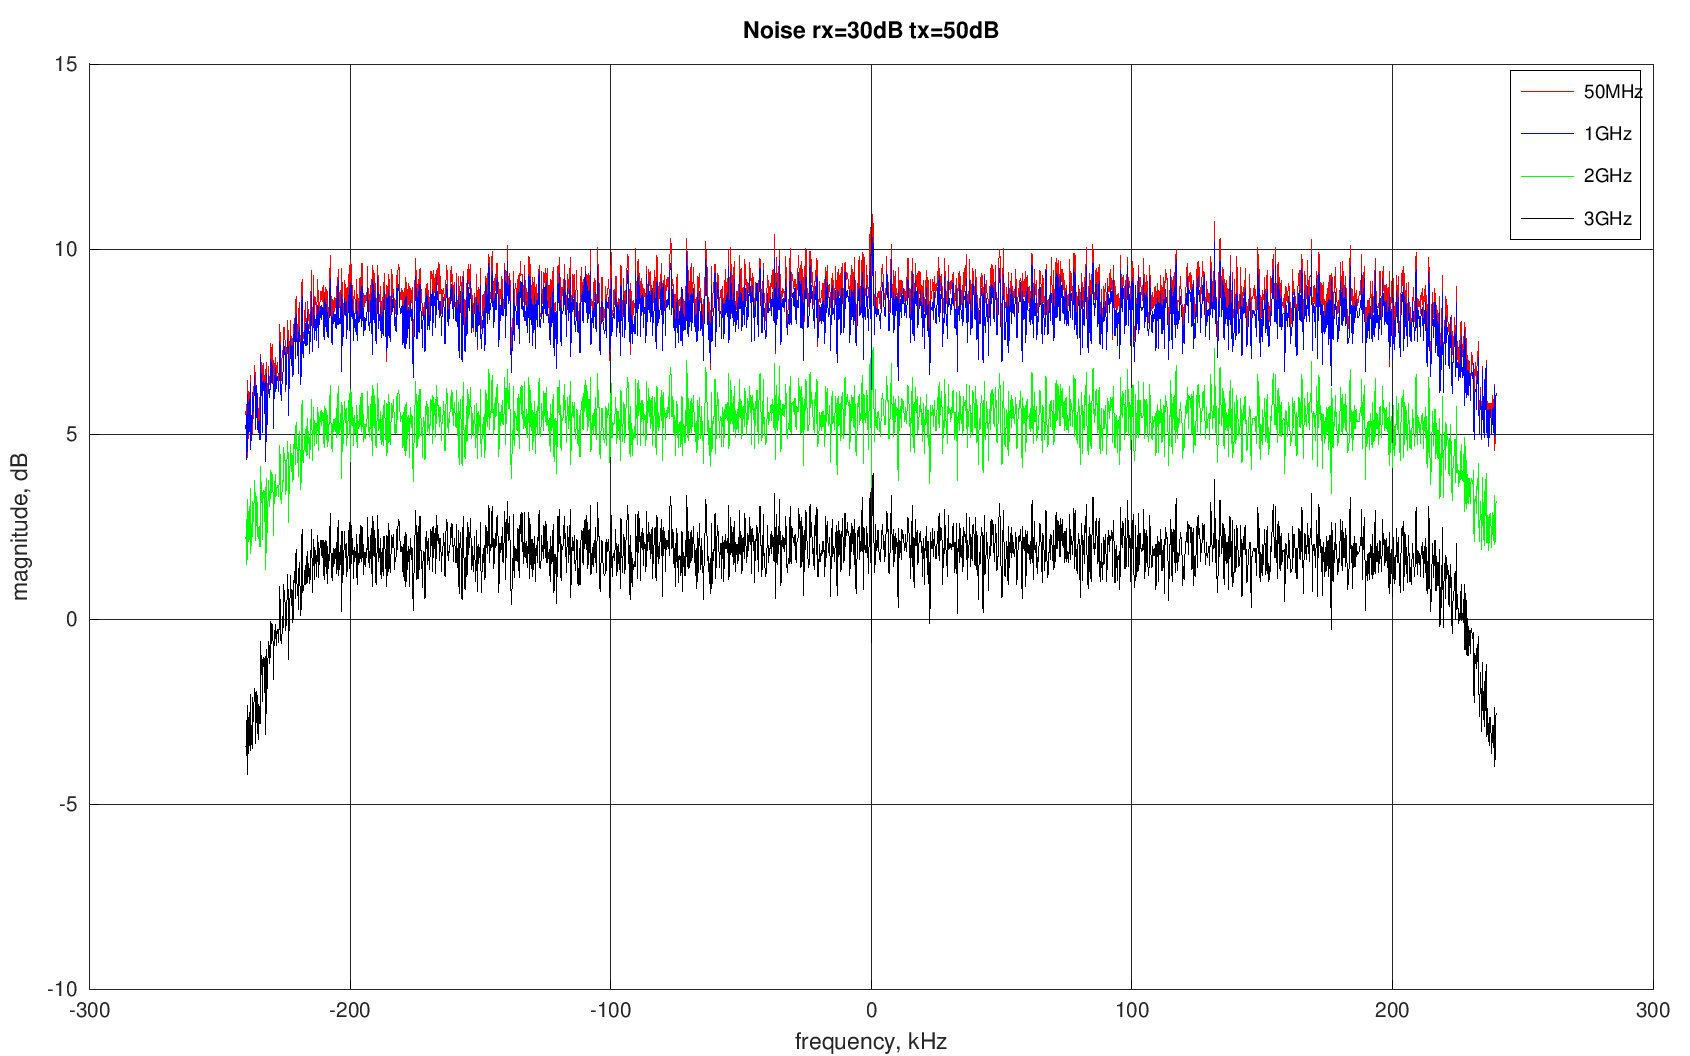 Noise rx=30dB tx=50dB
15
10
5
0
-5
-10
magnitude, dB
-300
-200
-100
0
100
200
300
frequency, kHz
50MHz
1GHz
2GHz
3GHz